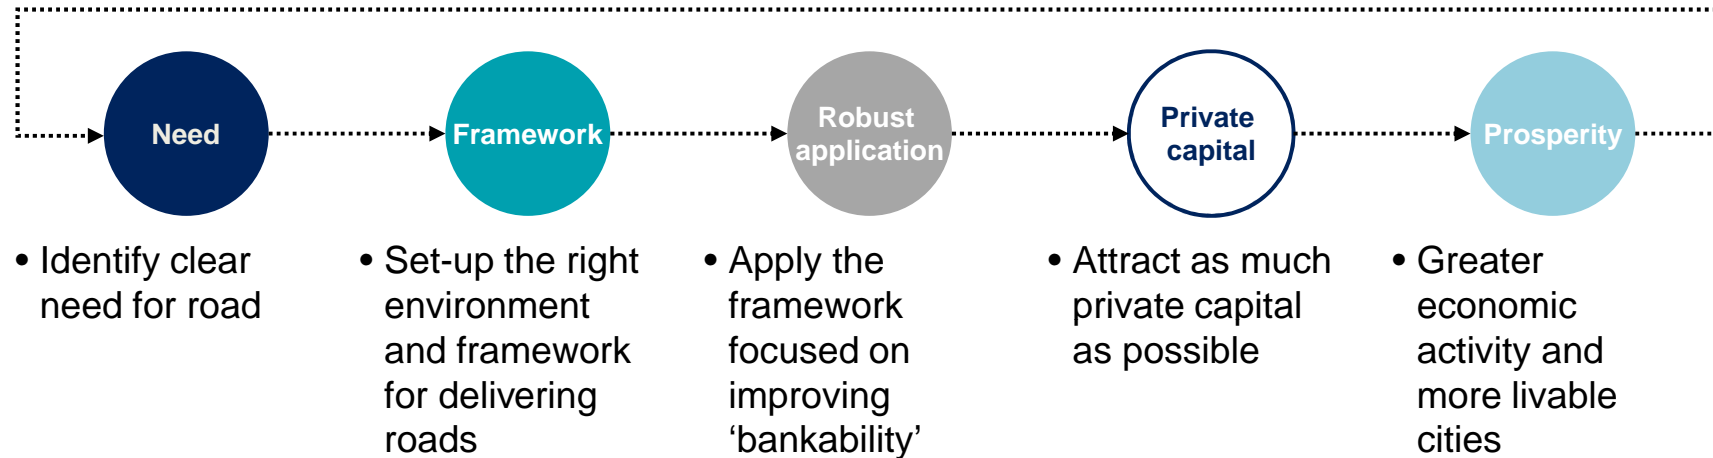 Need
Framework
Robust
application
Private
capital
Prosperity
• Identify clear
need for road
• Set-up the right
environment
and framework
for delivering
roads
• Apply the
framework
focused on
improving
‘bankability’
• Attract as much
private capital
as possible
• Greater
economic
activity and
more livable
cities